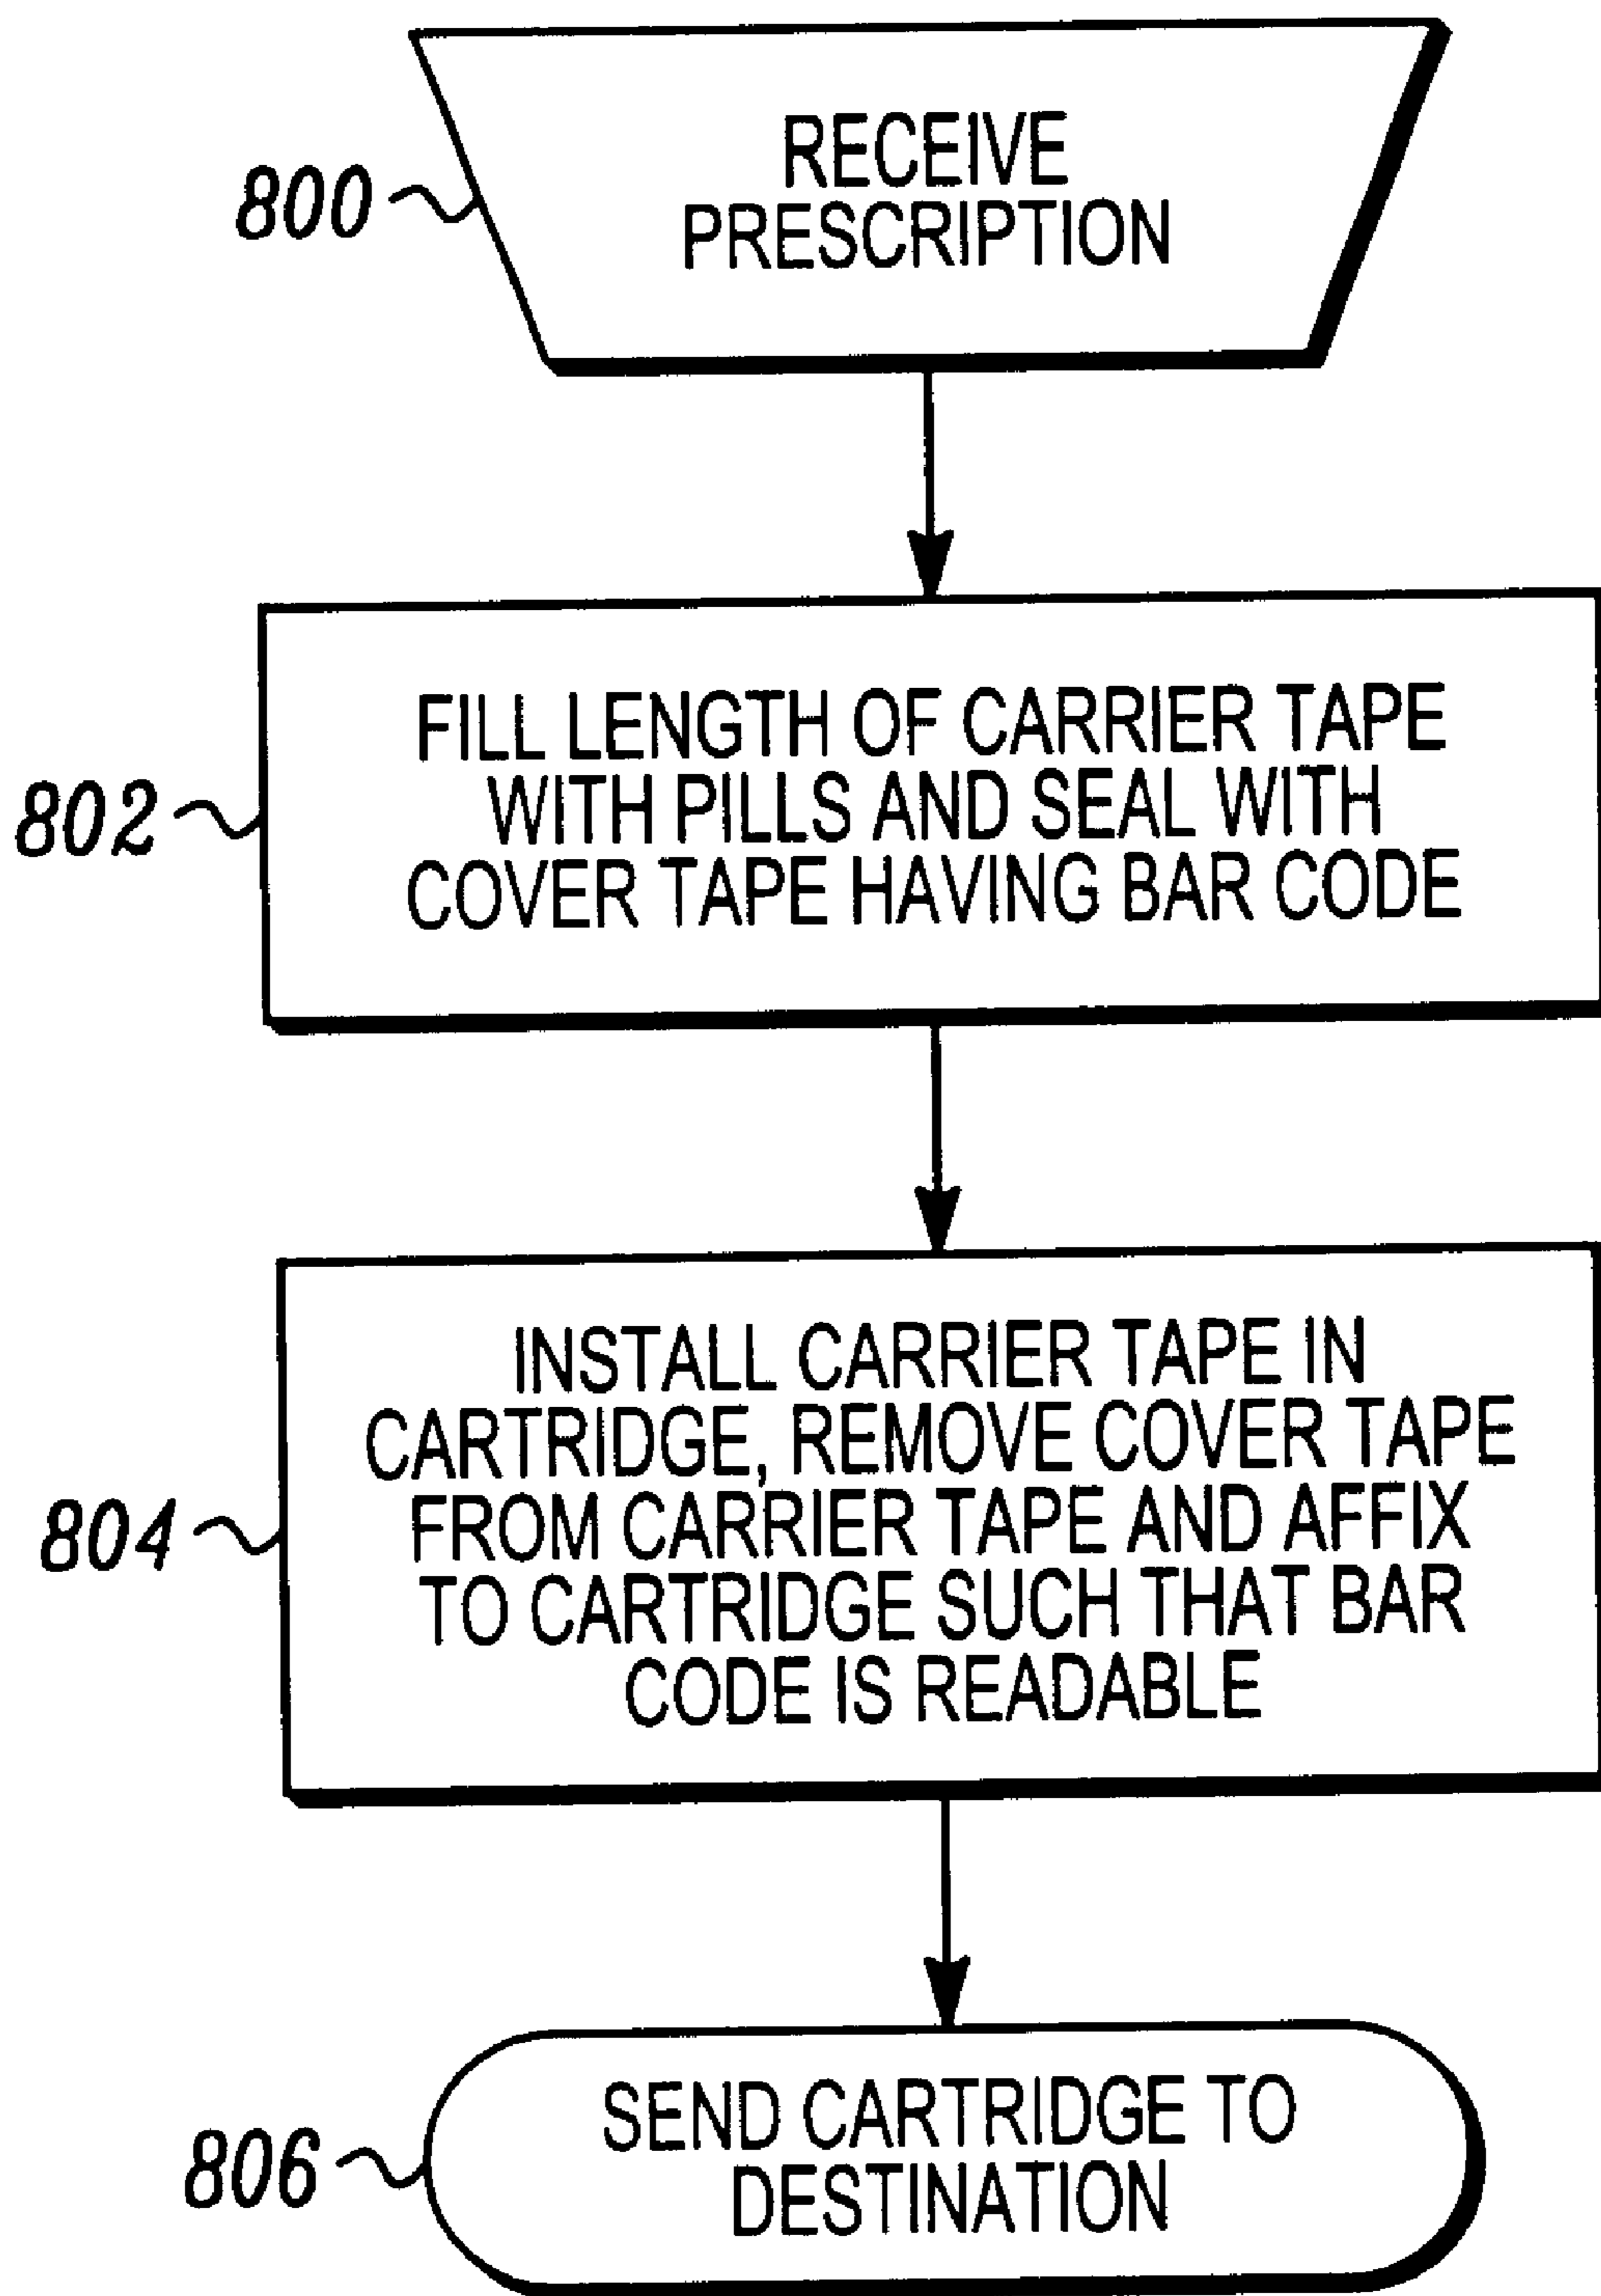 800
RECEIVE
PRESCRIPTION
802
FILL LENGTH OF CARRIER TAPE
WITH PILLS AND SEAL WITH
COVER TAPE HAVING BAR CODE
804
INSTALL CARRIER TAPE IN
CARTRIDGE, REMOVE COVER TAPE
FROM CARRIER TAPE AND AFFIX
TO CARTRIDGE SUCH THAT BAR
CODE IS READABLE
806
SEND CARTRIDGE TO
DESTINATION